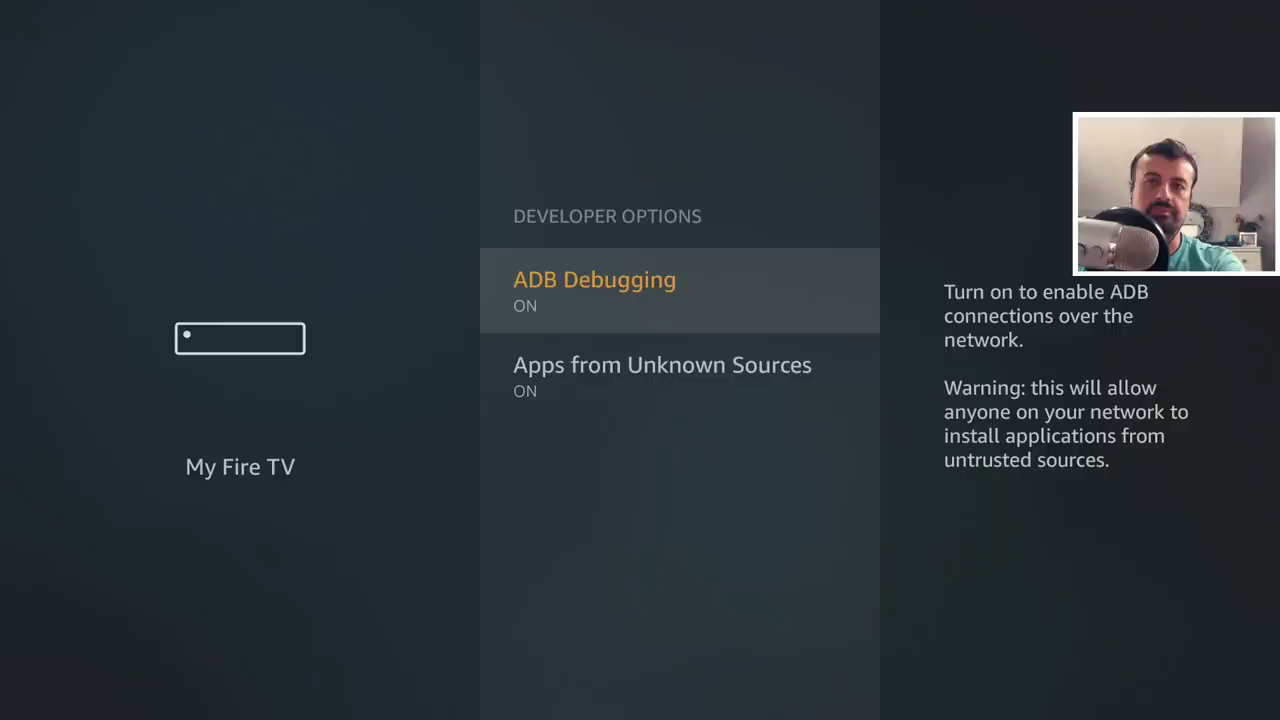 DEVELOPER OPTIONS
ADB Debugging
ON
Apps from Unknown Sources
ON
My Fire TV
Turn on to enable ADB
connections over the
network.
Warning: this will allow
anyone on your network to
install applications from
untrusted sources.